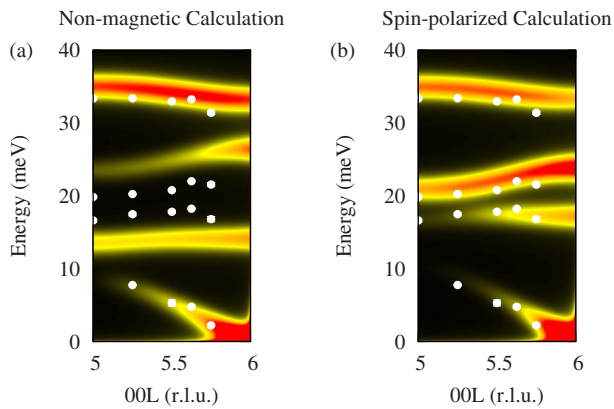 Non-magnetic Calculation
Spin-polarized Calculation
(a)
(b)
Energy (meV)
40
30
20
10
0
5
5.5
6
00L (r.l.u.)
Energy (meV)
40
30
20
10
0
5
5.5
6
00L (r.l.u.)